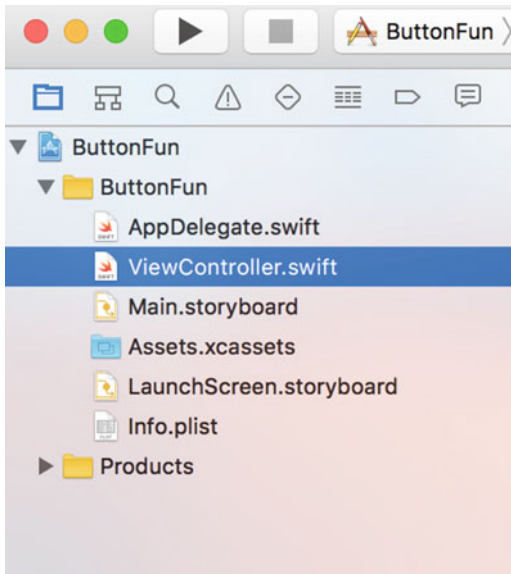 ButtonFun
ButtonFun
ButtonFun
AppDelegate.swift
ViewController.swift
Main.storyboard
Assets.xcassets
LaunchScreen.storyboard
Info.plist
Products